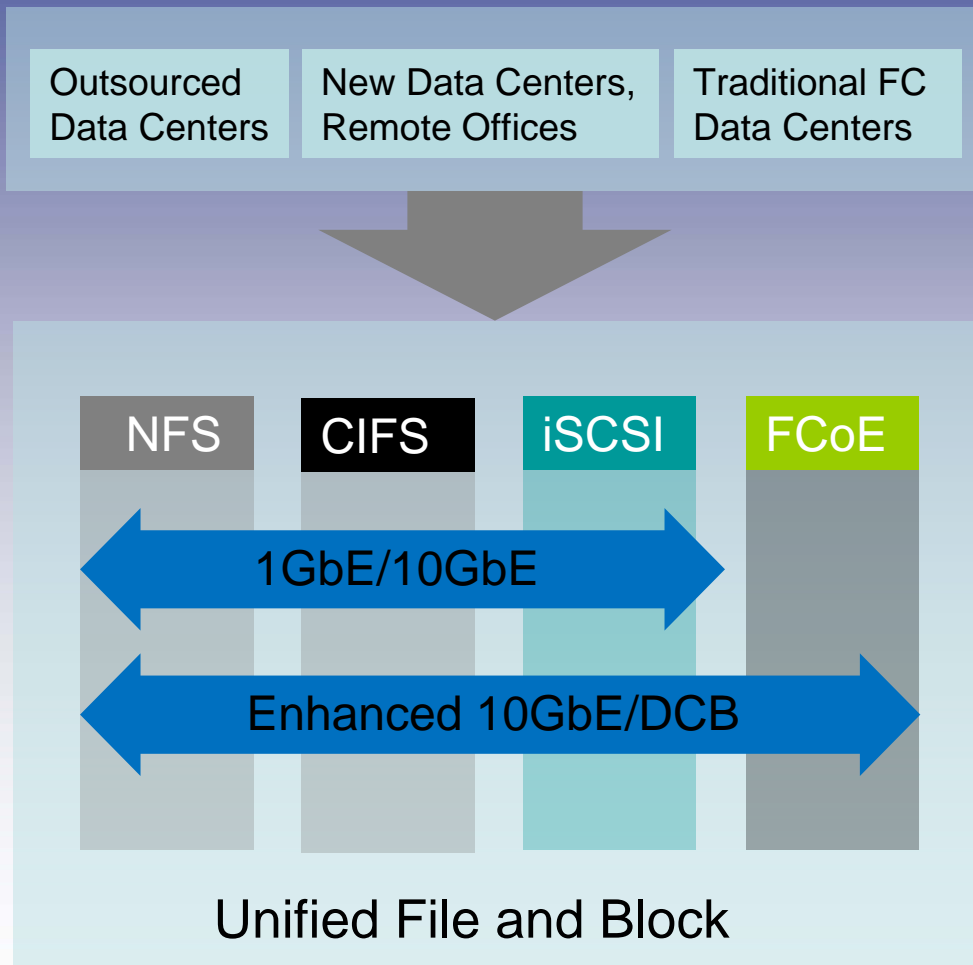 Outsourced
Data Centers
New Data Centers,
Remote Offices
Traditional FC
Data Centers
NFS
CIFS
iSCSI
FCoE
1GbE/10GbE
Enhanced 10GbE/DCB
Unified File and Block